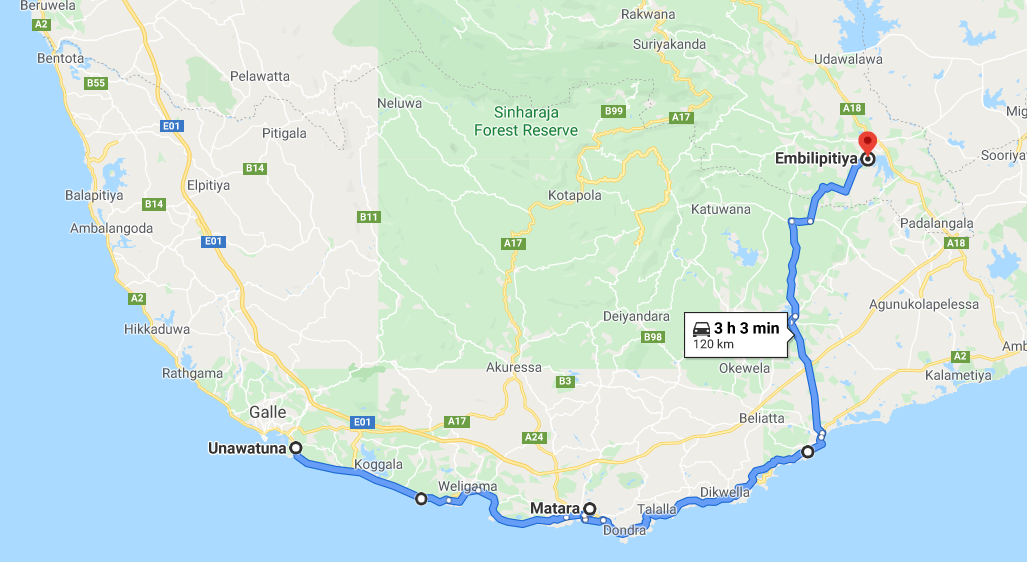 Beruwela
A2
Rakwana
Suriyakanda
Bentota
Udawalawa
Pelawatta
B55
Neluwa
Sinharaja
Forest Reserve
B99
A17
A18
Mig
E01
Pitigala
Embilipitiya
Sooriya
B14
Elpitiya
Balapitiya
B14
Kotapola
Katuwana
B11
Ambalangoda
Padalangala
E01
A17
A18
A2
Agunukolapelessa
Hikkaduwa
Deiyandara
3 h 3 min
120 km
B98
Amb
A2
Rathgama
Akuressa
Okewela
Kalametiya
B3
Galle
E01
A17
Beliatta
A24
Unawatuna
Koggala
Weligama
Dikwella
Matara
Talalla
Dondra